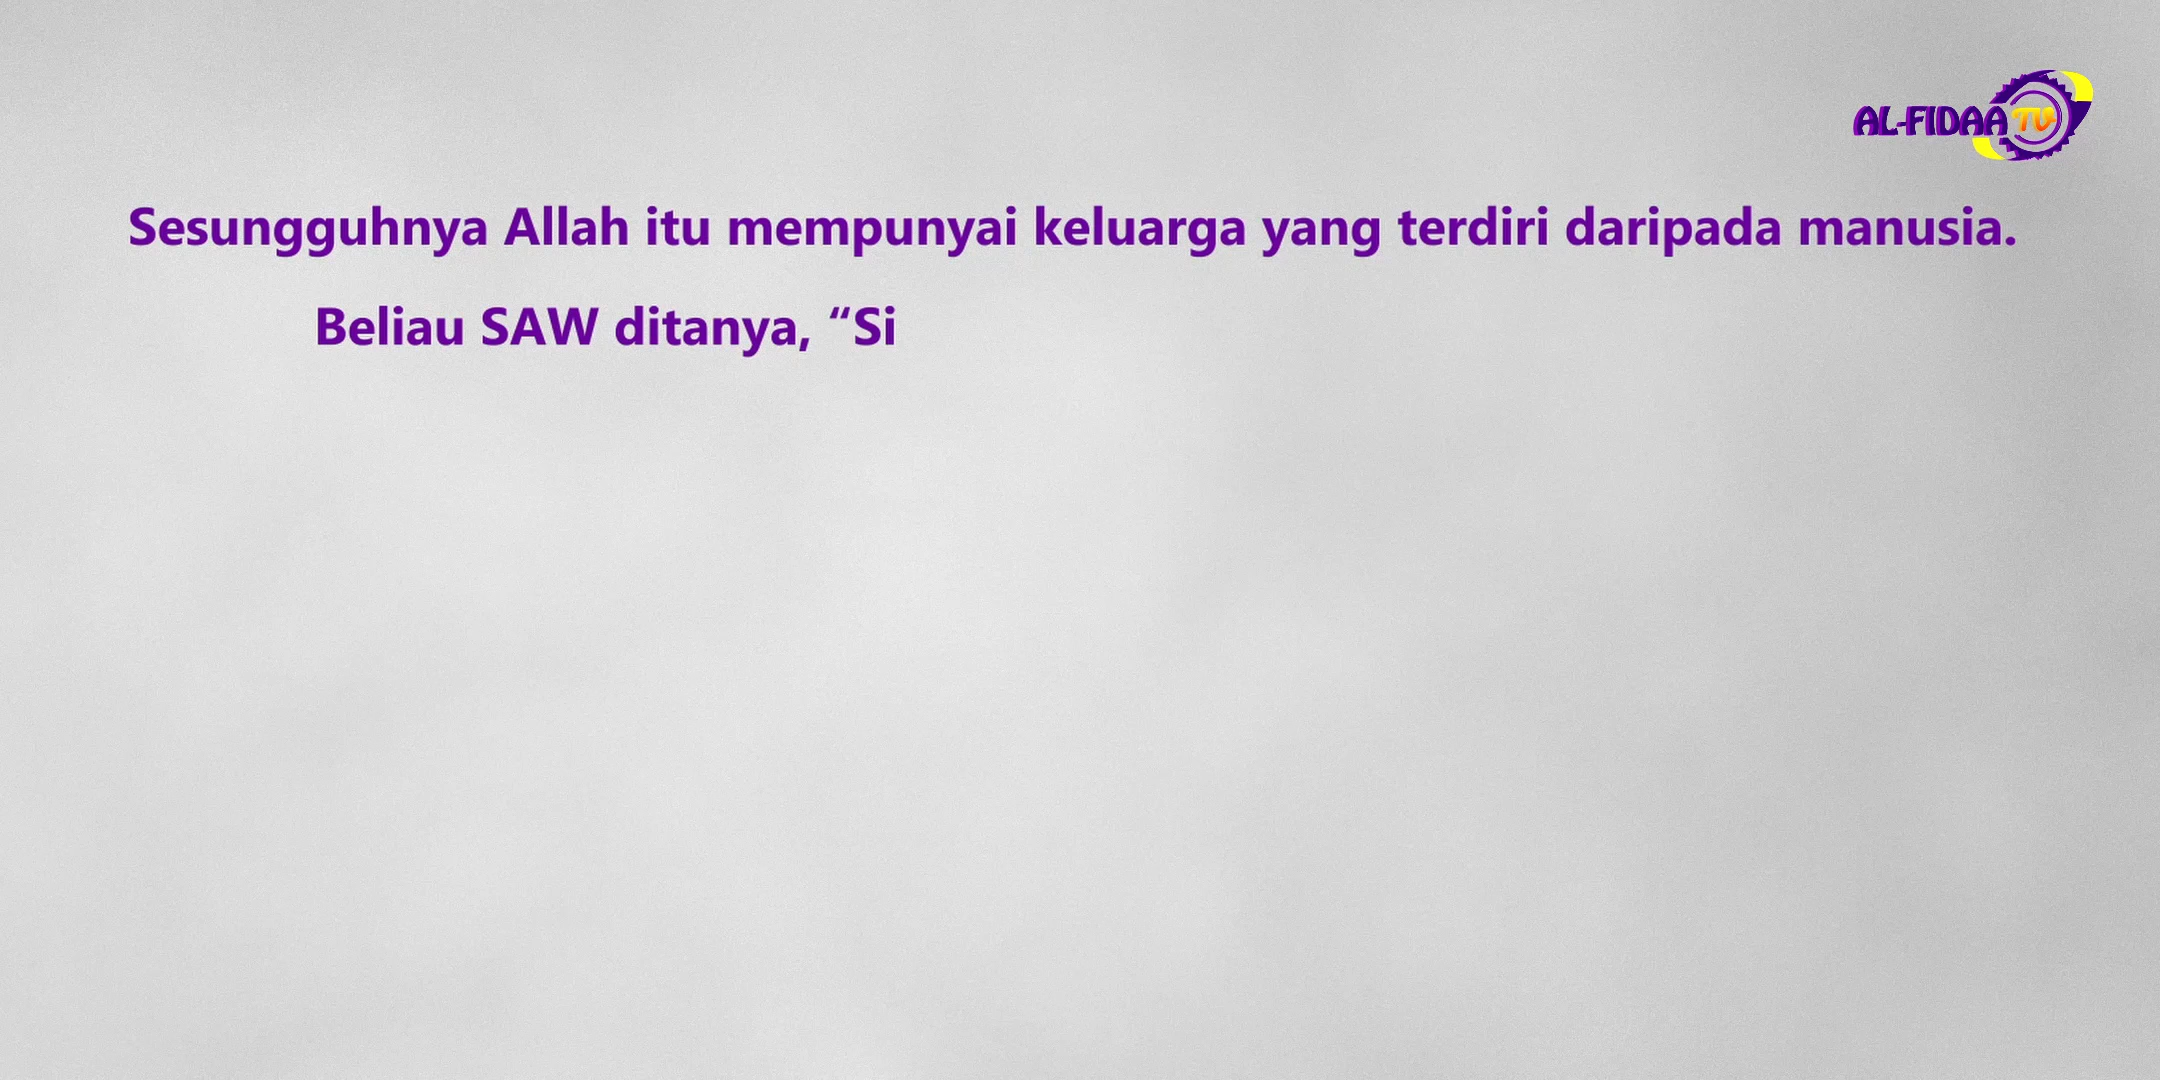 AL-FIDAA TV
Sesungguhnya Allah itu mempunyai keluarga yang terdiri daripada manusia.
Beliau SAW ditanya, “Si